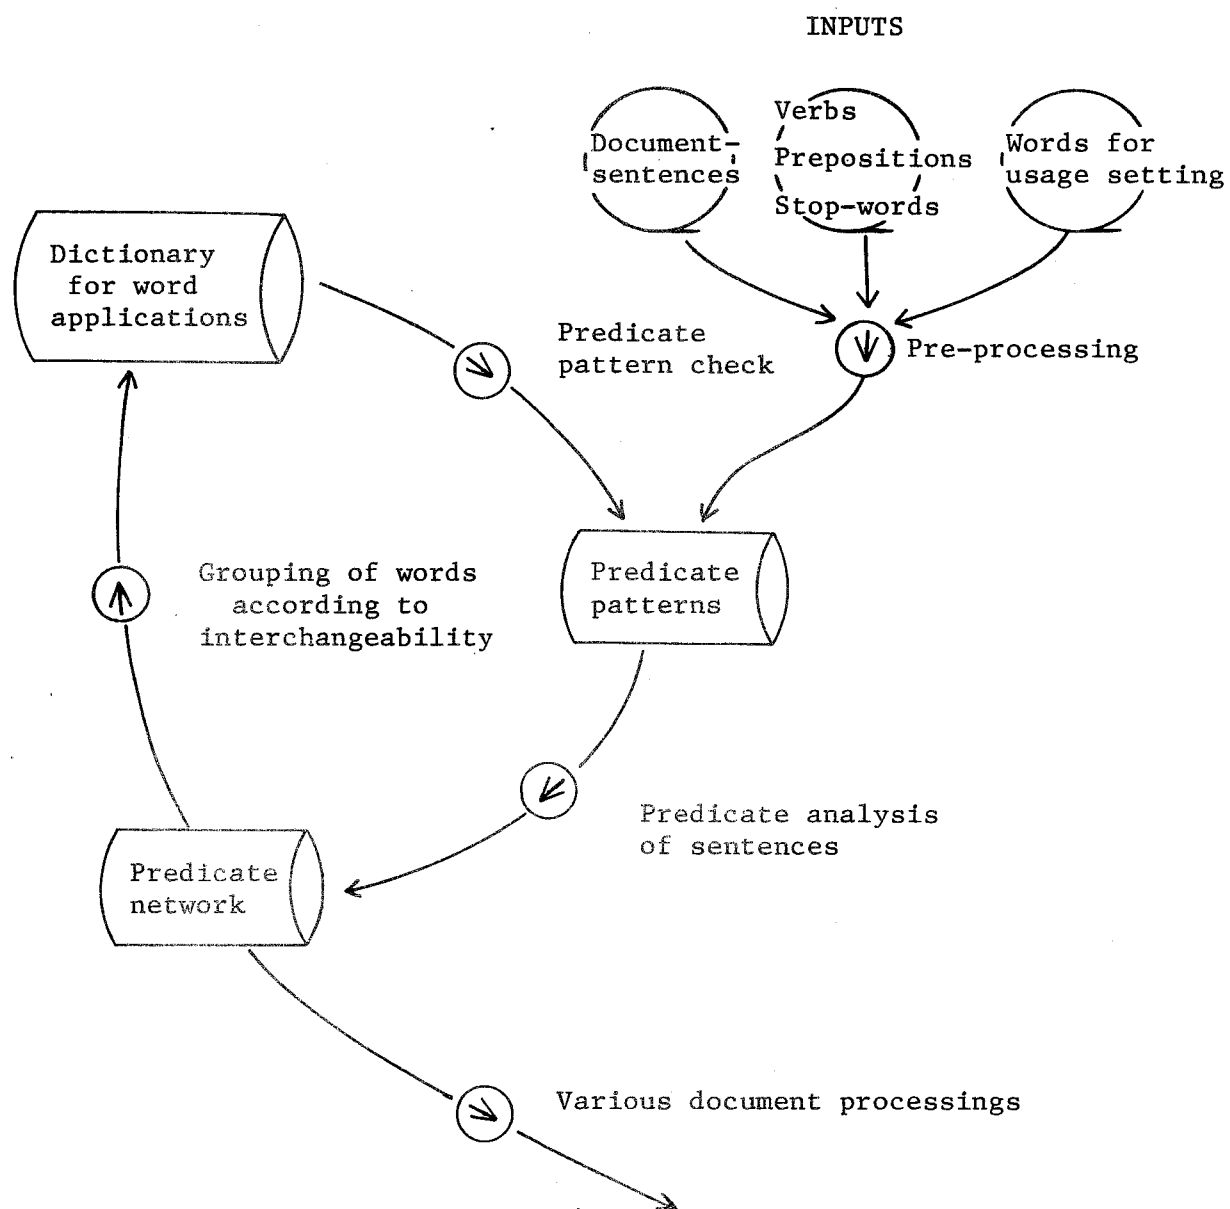 INPUTS
Document-
sentences
Verbs
Prepositions
Stop-words
Words for
usage setting
Dictionary
for word
applications
Predicate
pattern check
Pre-processing
Grouping of words
according to
interchangeability
Predicate
patterns
Predicate analysis
of sentences
Predicate
network
Various document processings